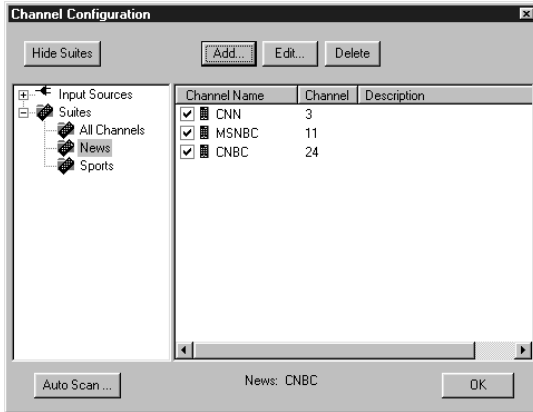 Channel Configuration
Hide Suites
Add...
Edit...
Delete
Input Sources
Suites
All Channels
News
Sports
Channel Name Channel Description
CNN 3
MSNBC 11
CNBC 24
Auto Scan ...
News: CNBC
OK